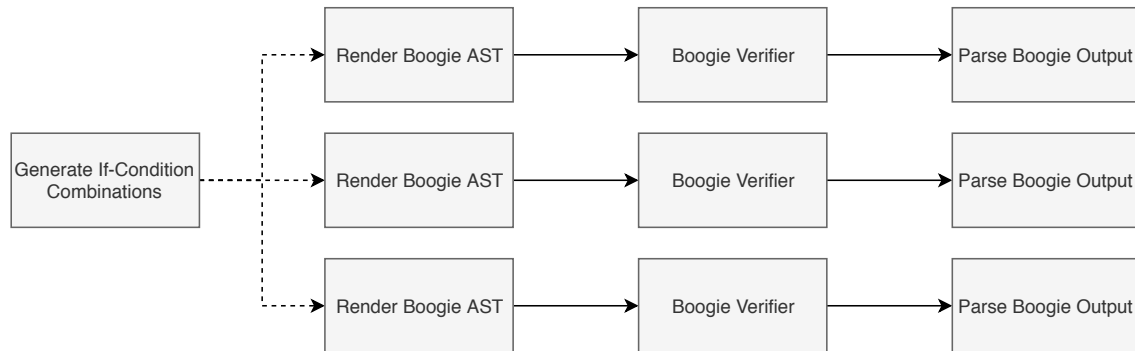 Render Boogie AST
Boogie Verifier
Parse Boogie Output
Generate If-Condition
Combinations
Render Boogie AST
Boogie Verifier
Parse Boogie Output
Render Boogie AST
Boogie Verifier
Parse Boogie Output